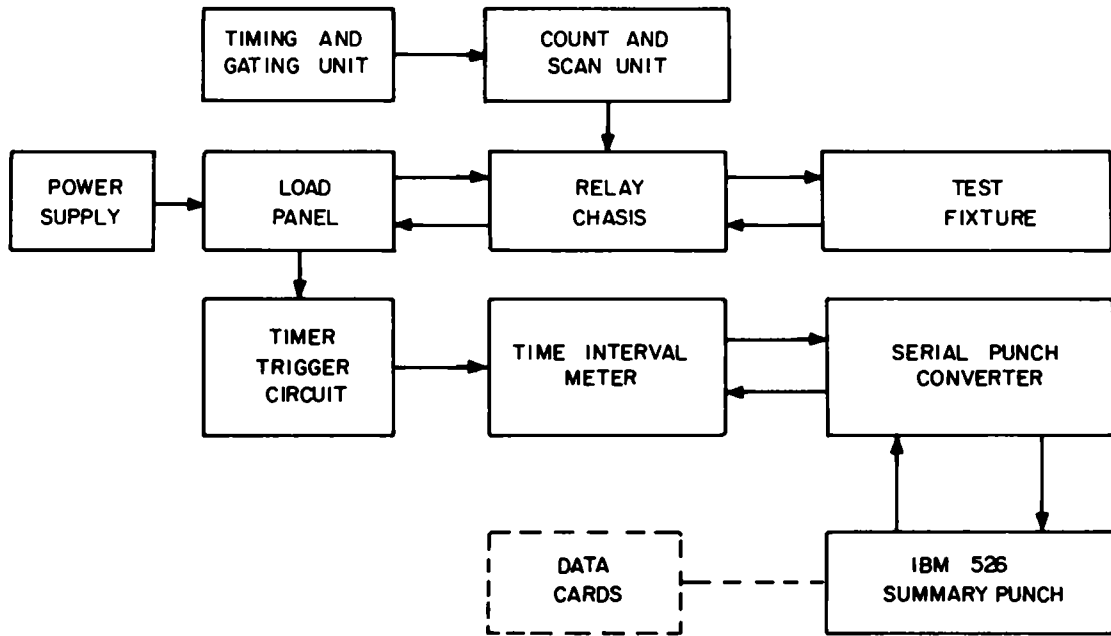 TIMING AND
GATING UNIT
COUNT AND
SCAN UNIT
POWER
SUPPLY
LOAD
PANEL
RELAY
CHASIS
TEST
FIXTURE
TIMER
TRIGGER
CIRCUIT
TIME INTERVAL
METER
SERIAL PUNCH
CONVERTER
DATA
CARDS
IBM 526
SUMMARY PUNCH